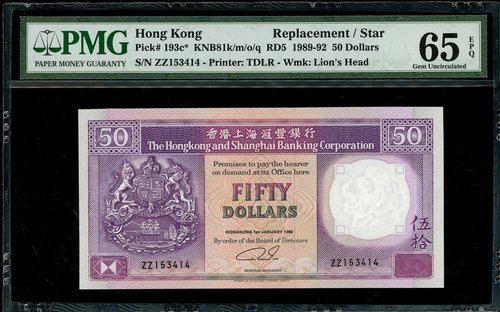 PMG
PAPER MONEY GUARANTY
Hong Kong Replacement / Star
Pick# 193c* KNB81k/m/o/q RD5 1989-92 50 Dollars
S/N ZZ153414 - Printer: TDLR - Wmk: Lion's Head
65 EPQ
Gem Uncirculated
50
香港上海滙豐銀行
50
The Hongkong and Shanghai Banking Corporation
Promises to pay the bearer
on demand at its Office here
FIFTY
DOLLARS
HONGKONG 1st JANUARY 1992
By order of the Board of Directors
伍拾
ZZ153414
GENERAL MANAGER
ZZ153414